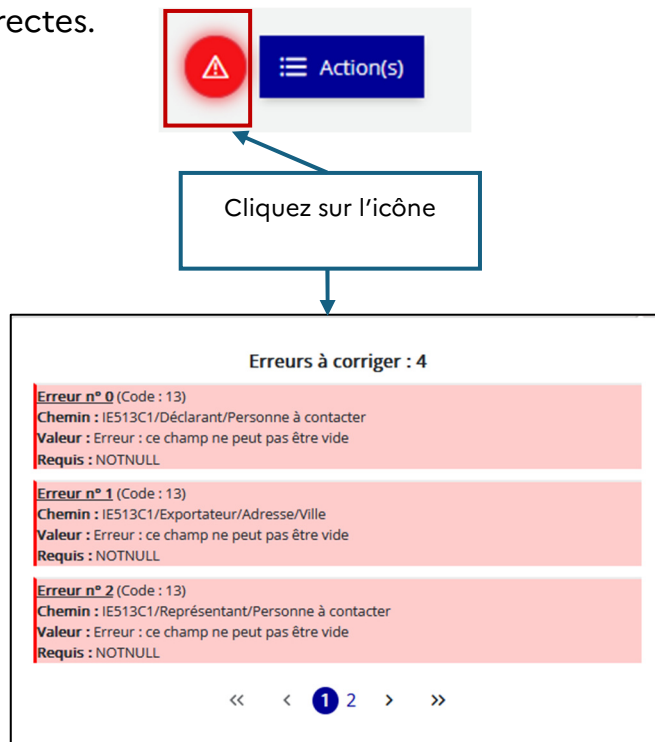 rectes.
Action(s)
Cliquez sur l'icône
Erreurs à corriger : 4
Erreur n° 0 (Code : 13)
Chemin : IE513C1/Déclarant/Personne à contacter
Valeur : Erreur : ce champ ne peut pas être vide
Requis : NOTNULL
Erreur n° 1 (Code : 13)
Chemin : IE513C1/Exportateur/Adresse/Ville
Valeur : Erreur : ce champ ne peut pas être vide
Requis : NOTNULL
Erreur n° 2 (Code : 13)
Chemin : IE513C1/Représentant/Personne à contacter
Valeur : Erreur : ce champ ne peut pas être vide
Requis : NOTNULL
« ‹ 1 2 › »